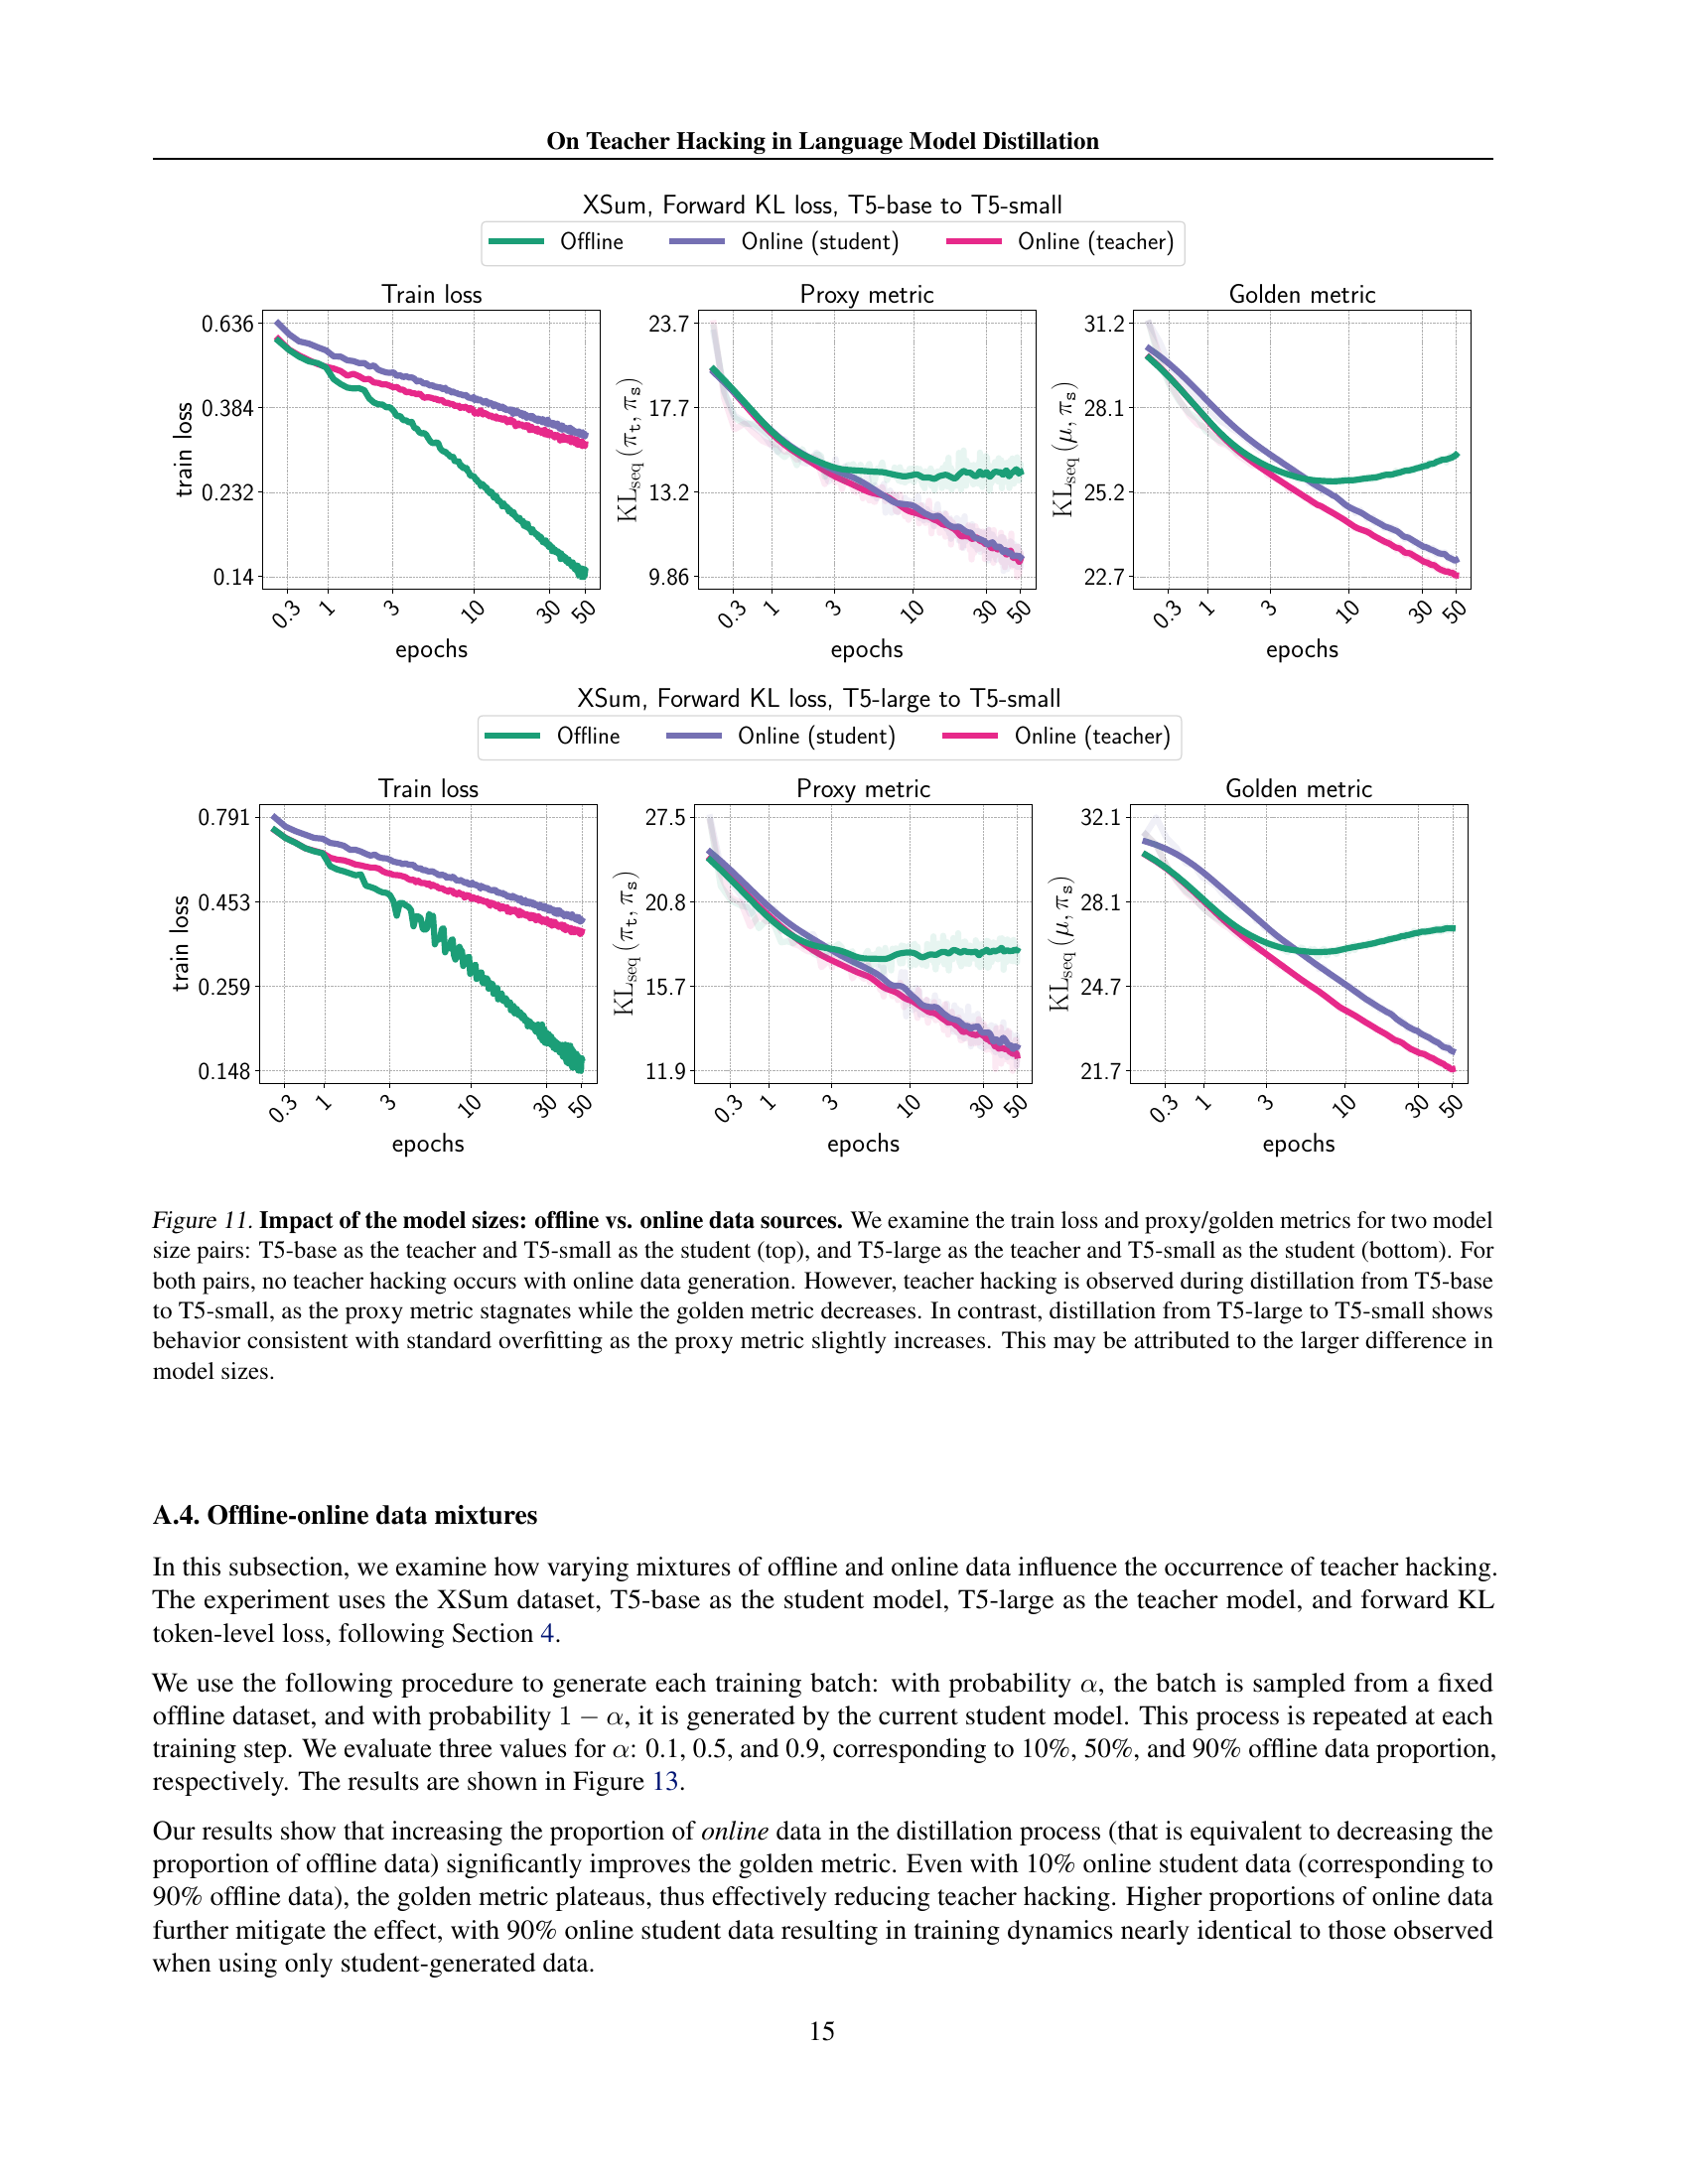 On Teacher Hacking in Language Model Distillation
XSum, Forward KL loss, T5-base to T5-small
Offline Online (student) Online (teacher)
Train loss
train loss
0.636
0.384
0.232
0.14
0.3 1 3 10 30 50
epochs
Proxy metric
KL_seq(π_t, π_s)
23.7
17.7
13.2
9.86
0.3 1 3 10 30 50
epochs
Golden metric
KL_seq(μ, π_s)
31.2
28.1
25.2
22.7
0.3 1 3 10 30 50
epochs
XSum, Forward KL loss, T5-large to T5-small
Offline Online (student) Online (teacher)
Train loss
train loss
0.791
0.453
0.259
0.148
0.3 1 3 10 30 50
epochs
Proxy metric
KL_seq(π_t, π_s)
27.5
20.8
15.7
11.9
0.3 1 3 10 30 50
epochs
Golden metric
KL_seq(μ, π_s)
32.1
28.1
24.7
21.7
0.3 1 3 10 30 50
epochs
Figure 11. Impact of the model sizes: offline vs. online data sources. We examine the train loss and proxy/golden metrics for two model
size pairs: T5-base as the teacher and T5-small as the student (top), and T5-large as the teacher and T5-small as the student (bottom). For
both pairs, no teacher hacking occurs with online data generation. However, teacher hacking is observed during distillation from T5-base
to T5-small, as the proxy metric stagnates while the golden metric decreases. In contrast, distillation from T5-large to T5-small shows
behavior consistent with standard overfitting as the proxy metric slightly increases. This may be attributed to the larger difference in
model sizes.
A.4. Offline-online data mixtures
In this subsection, we examine how varying mixtures of offline and online data influence the occurrence of teacher hacking.
The experiment uses the XSum dataset, T5-base as the student model, T5-large as the teacher model, and forward KL
token-level loss, following Section 4.
We use the following procedure to generate each training batch: with probability α, the batch is sampled from a fixed
offline dataset, and with probability 1 − α, it is generated by the current student model. This process is repeated at each
training step. We evaluate three values for α: 0.1, 0.5, and 0.9, corresponding to 10%, 50%, and 90% offline data proportion,
respectively. The results are shown in Figure 13.
Our results show that increasing the proportion of online data in the distillation process (that is equivalent to decreasing the
proportion of offline data) significantly improves the golden metric. Even with 10% online student data (corresponding to
90% offline data), the golden metric plateaus, thus effectively reducing teacher hacking. Higher proportions of online data
further mitigate the effect, with 90% online student data resulting in training dynamics nearly identical to those observed
when using only student-generated data.
15